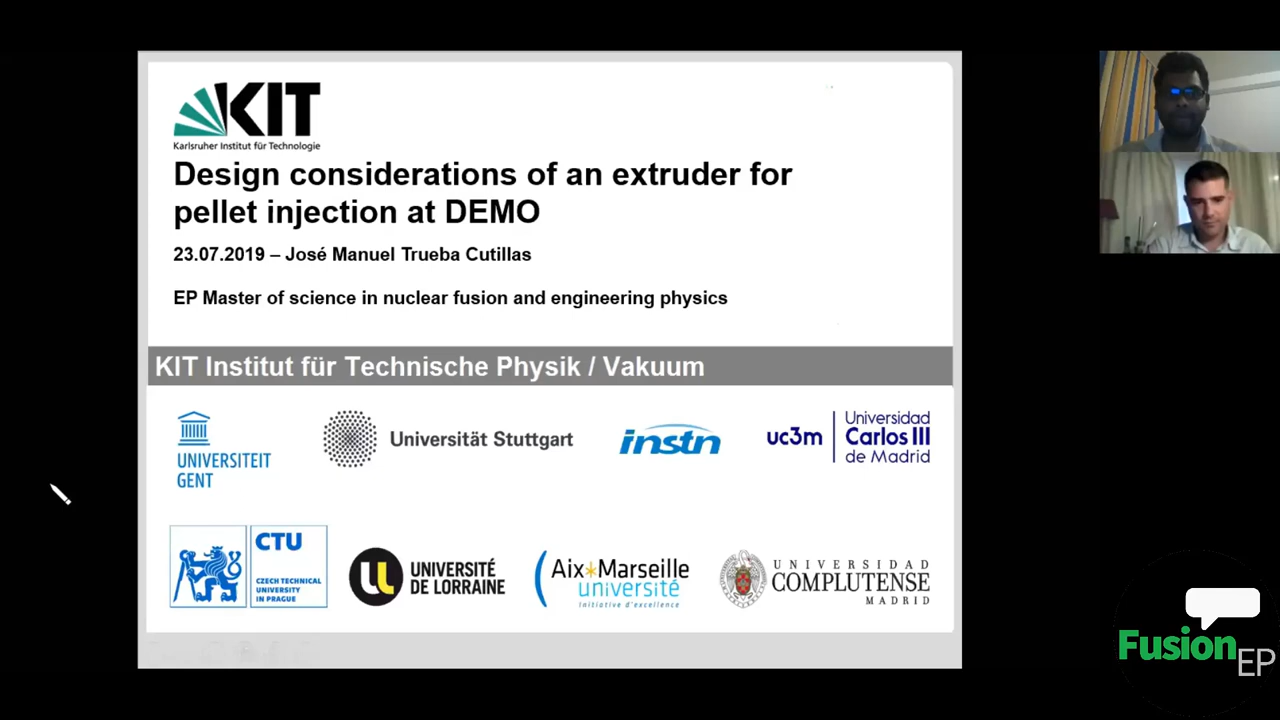 KIT
Karlsruher Institut für Technologie
Design considerations of an extruder for
pellet injection at DEMO
23.07.2019 – José Manuel Trueba Cutillas
EP Master of science in nuclear fusion and engineering physics
KIT Institut für Technische Physik / Vakuum
UNIVERSITEIT
GENT
Universität Stuttgart
instn
uc3m
Universidad
Carlos III
de Madrid
CTU
CZECH TECHNICAL
UNIVERSITY
IN PRAGUE
UNIVERSITÉ
DE LORRAINE
Aix*Marseille
université
Initiative d'excellence
UNIVERSIDAD
COMPLUTENSE
MADRID
Fusion
EP